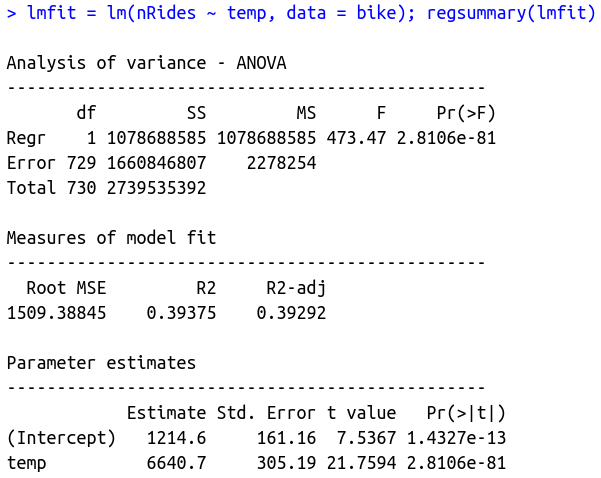 > lmfit = lm(nRides ~ temp, data = bike); regsummary(lmfit)
Analysis of variance - ANOVA
------------------------------------------------
df SS MS F Pr(>F)
Regr 1 1078688585 1078688585 473.47 2.8106e-81
Error 729 1660846807 2278254
Total 730 2739535392
Measures of model fit
------------------------------------------------
Root MSE R2 R2-adj
1509.38845 0.39375 0.39292
Parameter estimates
------------------------------------------------
Estimate Std. Error t value Pr(>|t|)
(Intercept) 1214.6 161.16 7.5367 1.4327e-13
temp 6640.7 305.19 21.7594 2.8106e-81